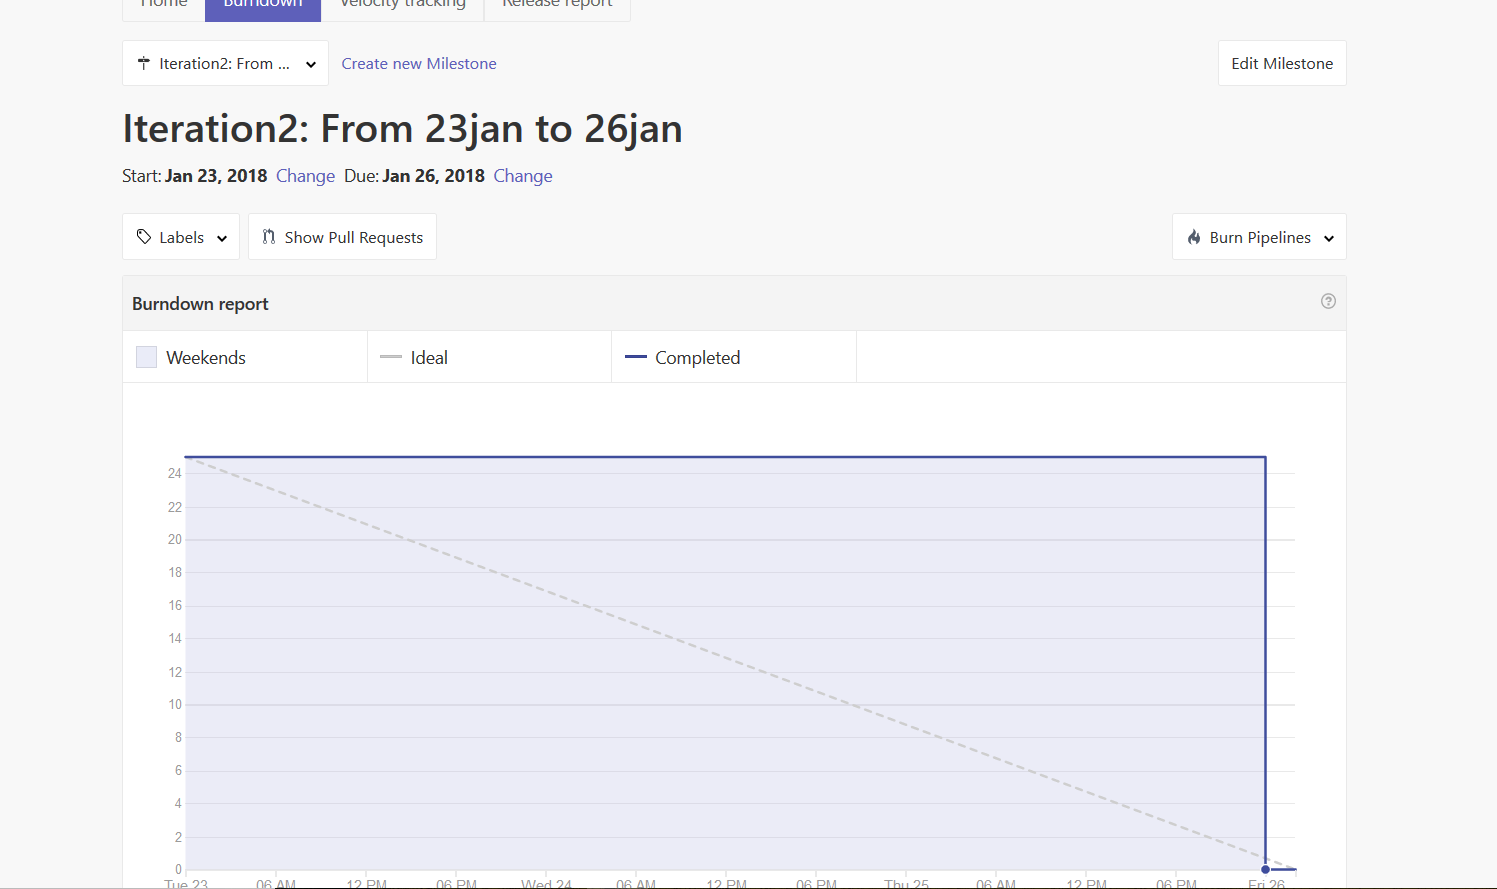 Home Burndown Velocity tracking Release report
Iteration2: From ... Create new Milestone Edit Milestone
Iteration2: From 23jan to 26jan
Start: Jan 23, 2018 Change Due: Jan 26, 2018 Change
Labels Show Pull Requests Burn Pipelines
Burndown report
Weekends Ideal Completed
24
22
20
18
16
14
12
10
8
6
4
2
0
Tue 23 06 AM 12 PM 06 PM Wed 24 06 AM 12 PM 06 PM Thu 25 06 AM 12 PM 06 PM Fri 26